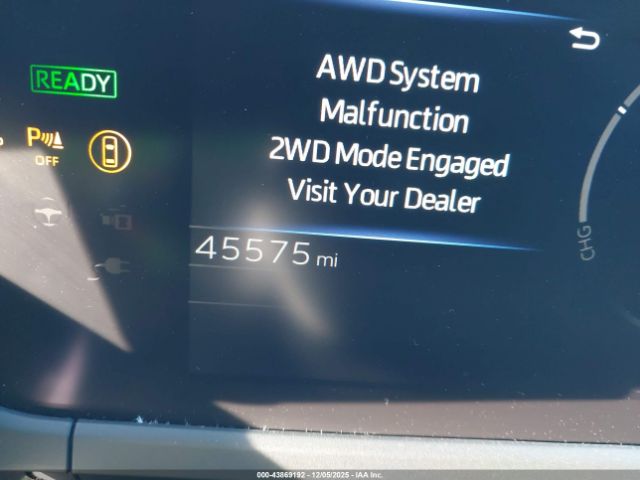 READY
AWD System
Malfunction
2WD Mode Engaged
Visit Your Dealer
P
OFF
45575 mi
CHG
000-43869192 - 12/05/2025 - IAA Inc.